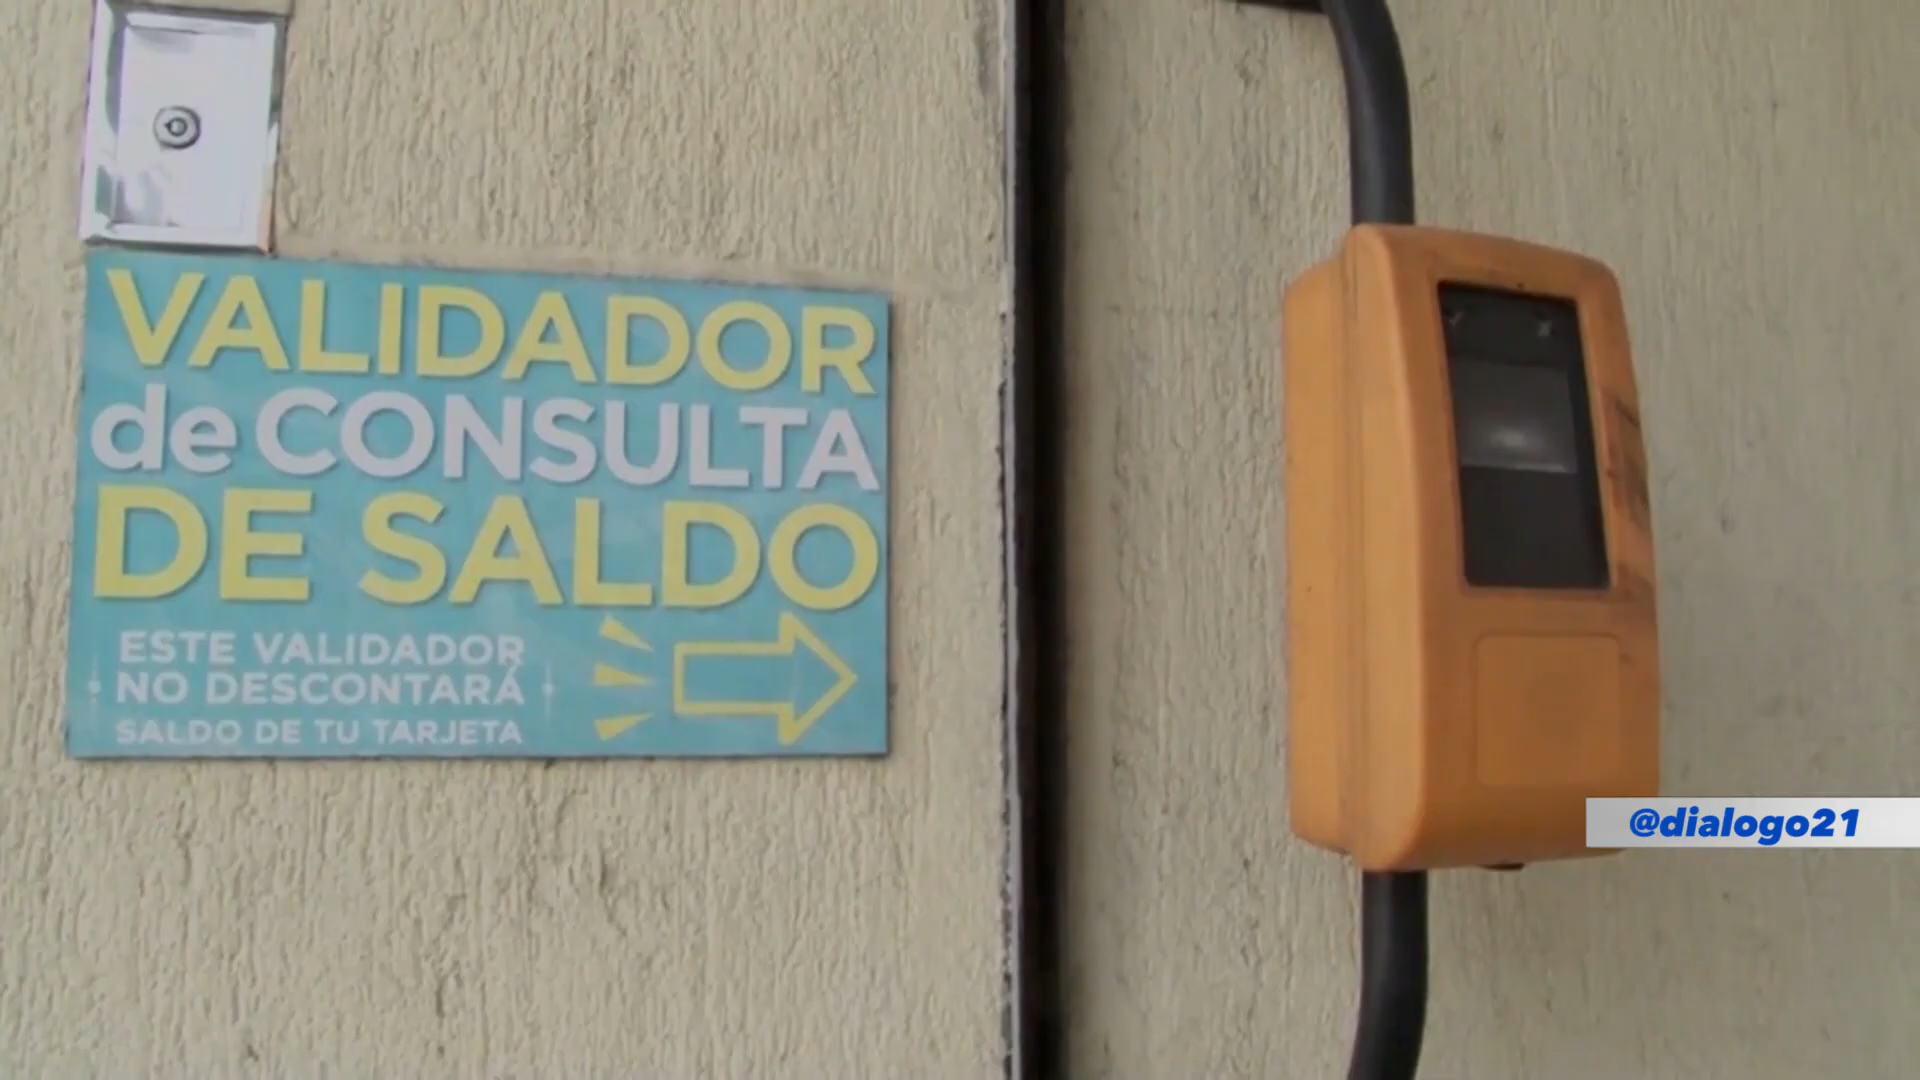 VALIDADOR
de CONSULTA
DE SALDO
ESTE VALIDADOR
NO DESCONTARÁ
SALDO DE TU TARJETA
@dialogo21